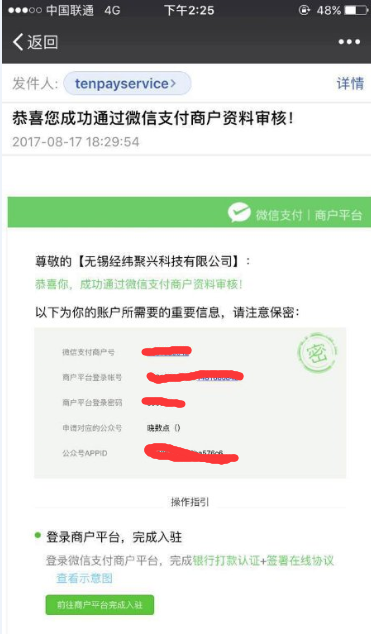 中国联通 4G 下午2:25 48%
返回
发件人: tenpayservice 详情
恭喜您成功通过微信支付商户资料审核!
2017-08-17 18:29:54
微信支付 | 商户平台
尊敬的【无锡经纬聚兴科技有限公司】:
恭喜你，成功通过微信支付商户资料审核!
以下为你的账户所需要的重要信息，请注意保密:
密
微信支付商户号
商户平台登录帐号
商户平台登录密码
申请对应的公众号 晚数点（）
公众号APPID
操作指引
登录商户平台，完成入驻
登录微信支付商户平台，完成银行打款认证+签署在线协议
查看示意图
前往商户平台完成入驻